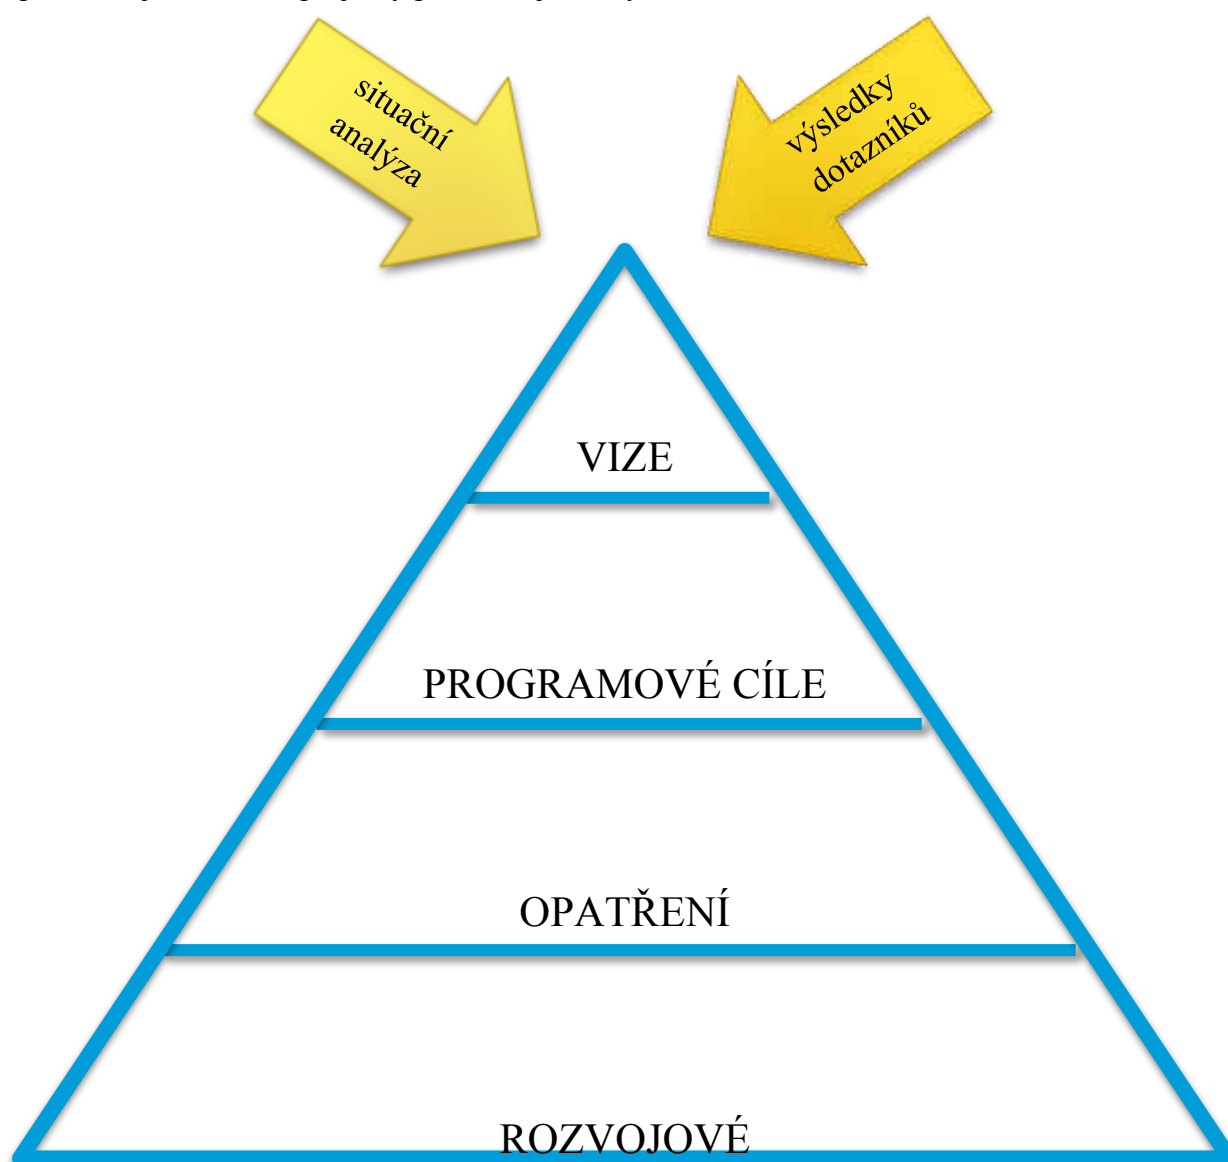 situační
analýza
výsledky
dotazníků
VIZE
PROGRAMOVÉ CÍLE
OPATŘENÍ
ROZVOJOVÉ